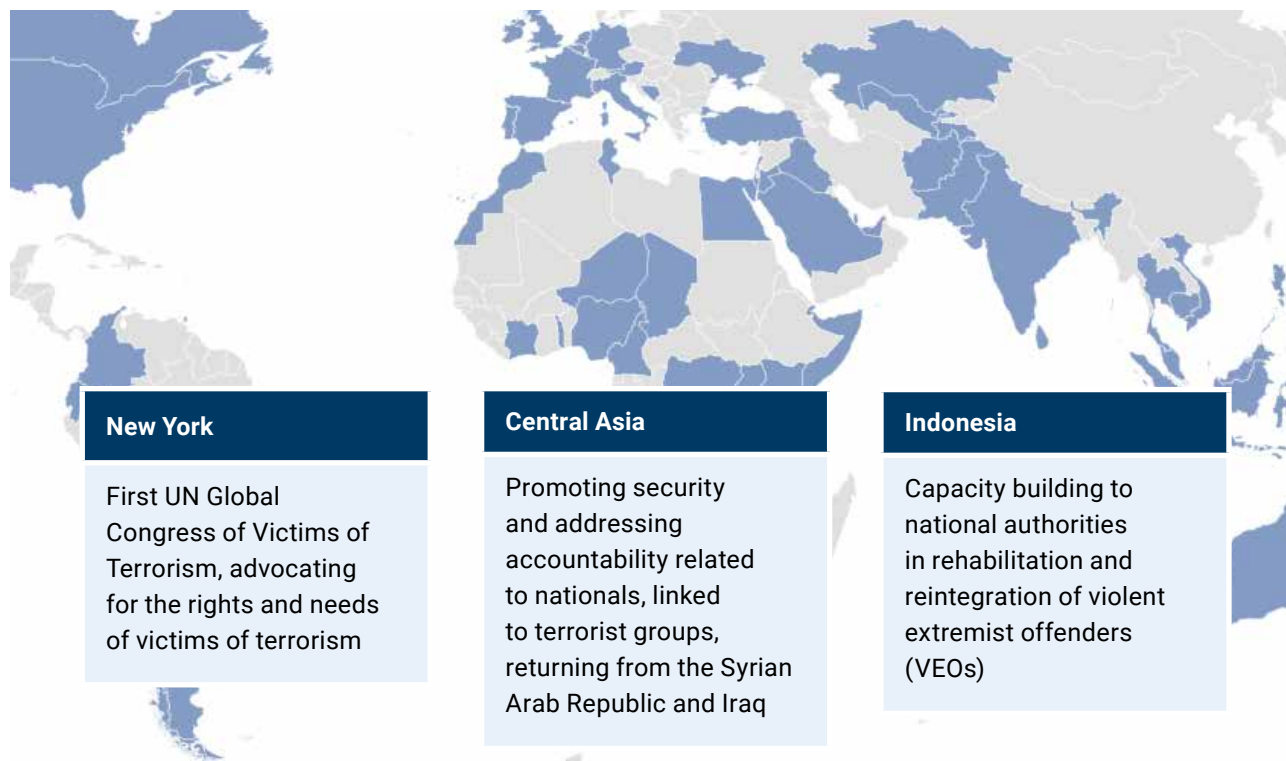 New York
First UN Global
Congress of Victims of
Terrorism, advocating
for the rights and needs
of victims of terrorism
Central Asia
Promoting security
and addressing
accountability related
to nationals, linked
to terrorist groups,
returning from the Syrian
Arab Republic and Iraq
Indonesia
Capacity building to
national authorities
in rehabilitation and
reintegration of violent
extremist offenders
(VEOs)